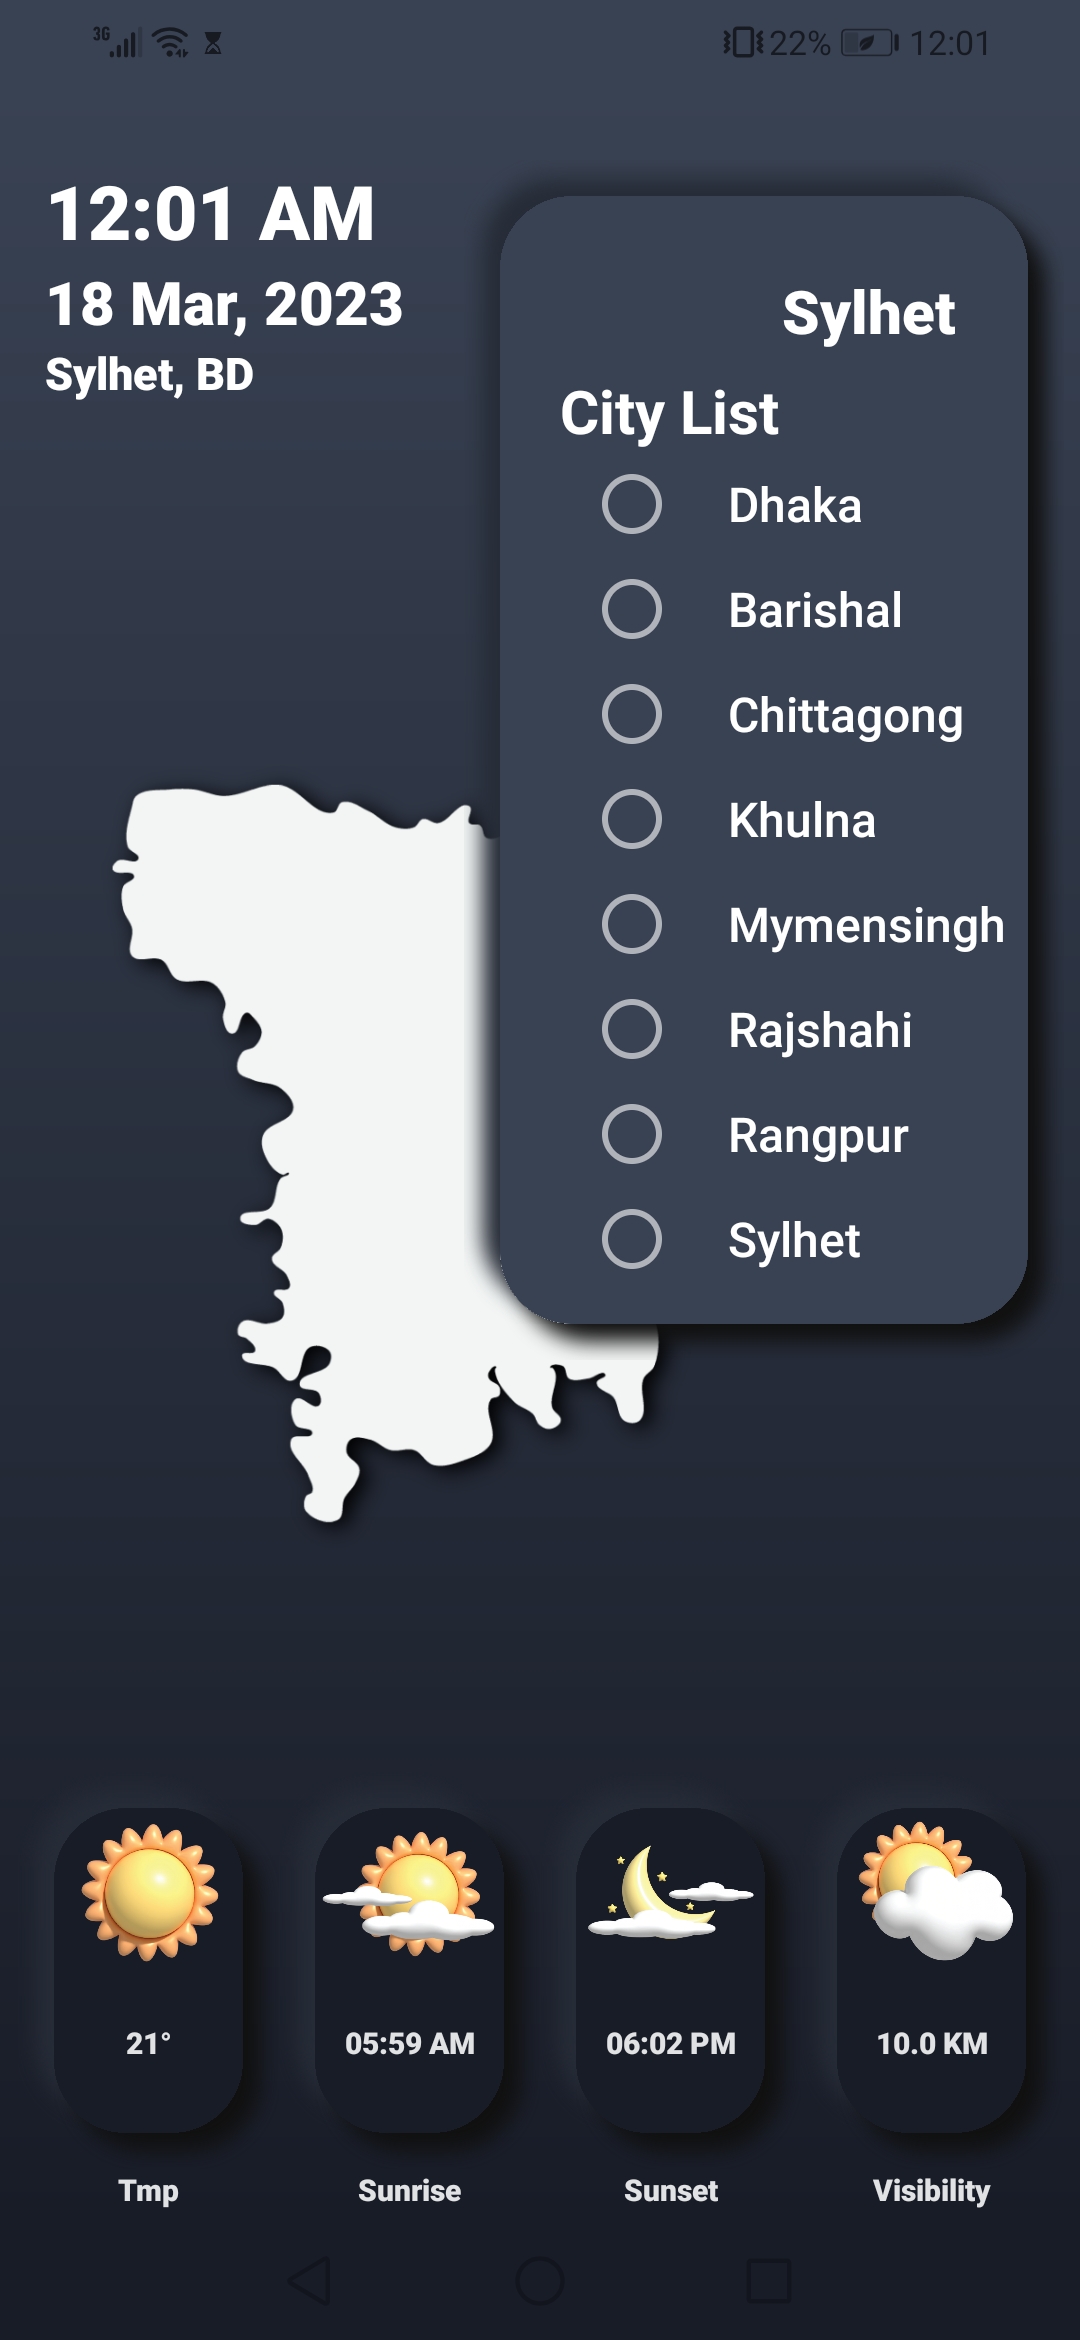 3G 22% 12:01
12:01 AM
18 Mar, 2023
Sylhet, BD
Sylhet
City List
Dhaka
Barishal
Chittagong
Khulna
Mymensingh
Rajshahi
Rangpur
Sylhet
21° 05:59 AM 06:02 PM 10.0 KM
Tmp Sunrise Sunset Visibility